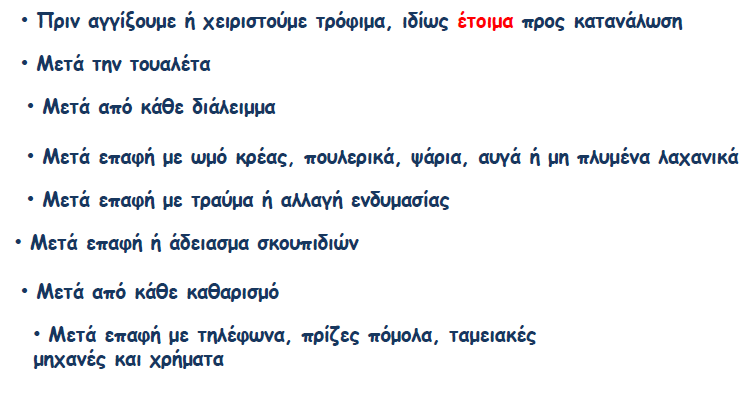 • Πριν αγγίξουμε ή χειριστούμε τρόφιμα, ιδίως έτοιμα προς κατανάλωση
• Μετά την τουαλέτα
• Μετά από κάθε διάλειμμα
• Μετά επαφή με ωμό κρέας, πουλερικά, ψάρια, αυγά ή μη πλυμένα λαχανικά
• Μετά επαφή με τραύμα ή αλλαγή ενδυμασίας
• Μετά επαφή ή άδειασμα σκουπιδιών
• Μετά από κάθε καθαρισμό
• Μετά επαφή με τηλέφωνα, πρίζες πόμολα, ταμειακές
μηχανές και χρήματα